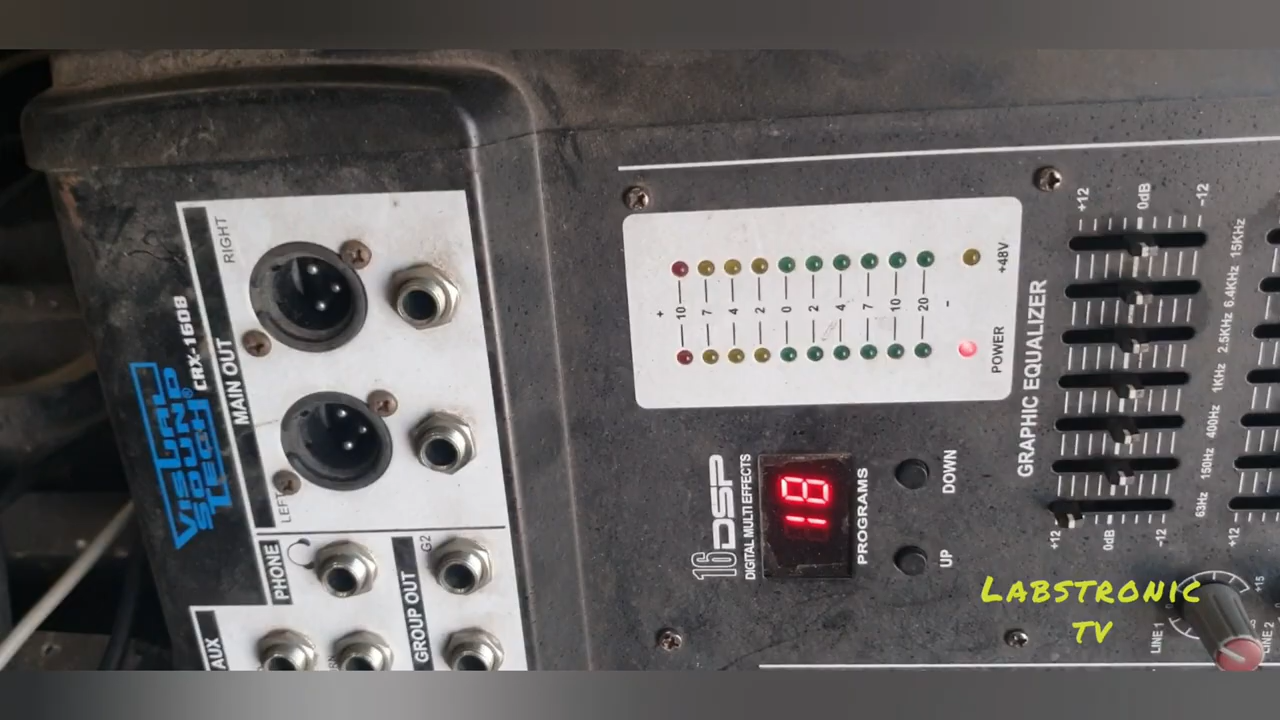 VISUAL
SOUND
TECH®
CRX-1608
MAIN OUT
RIGHT
LEFT
PHONE
AUX
GROUP OUT
G2
+ 10 7 4 2 0 2 4 7 10 20 -
+48V
POWER
16 DSP
DIGITAL MULTI EFFECTS
18
PROGRAMS
DOWN
UP
GRAPHIC EQUALIZER
+12 0dB -12
15KHz
6.4KHz
2.5KHz
1KHz
400Hz
150Hz
63Hz
+12 0dB -12
+12
+15
LINE 1
LINE 2
LABSTRONIC
TV